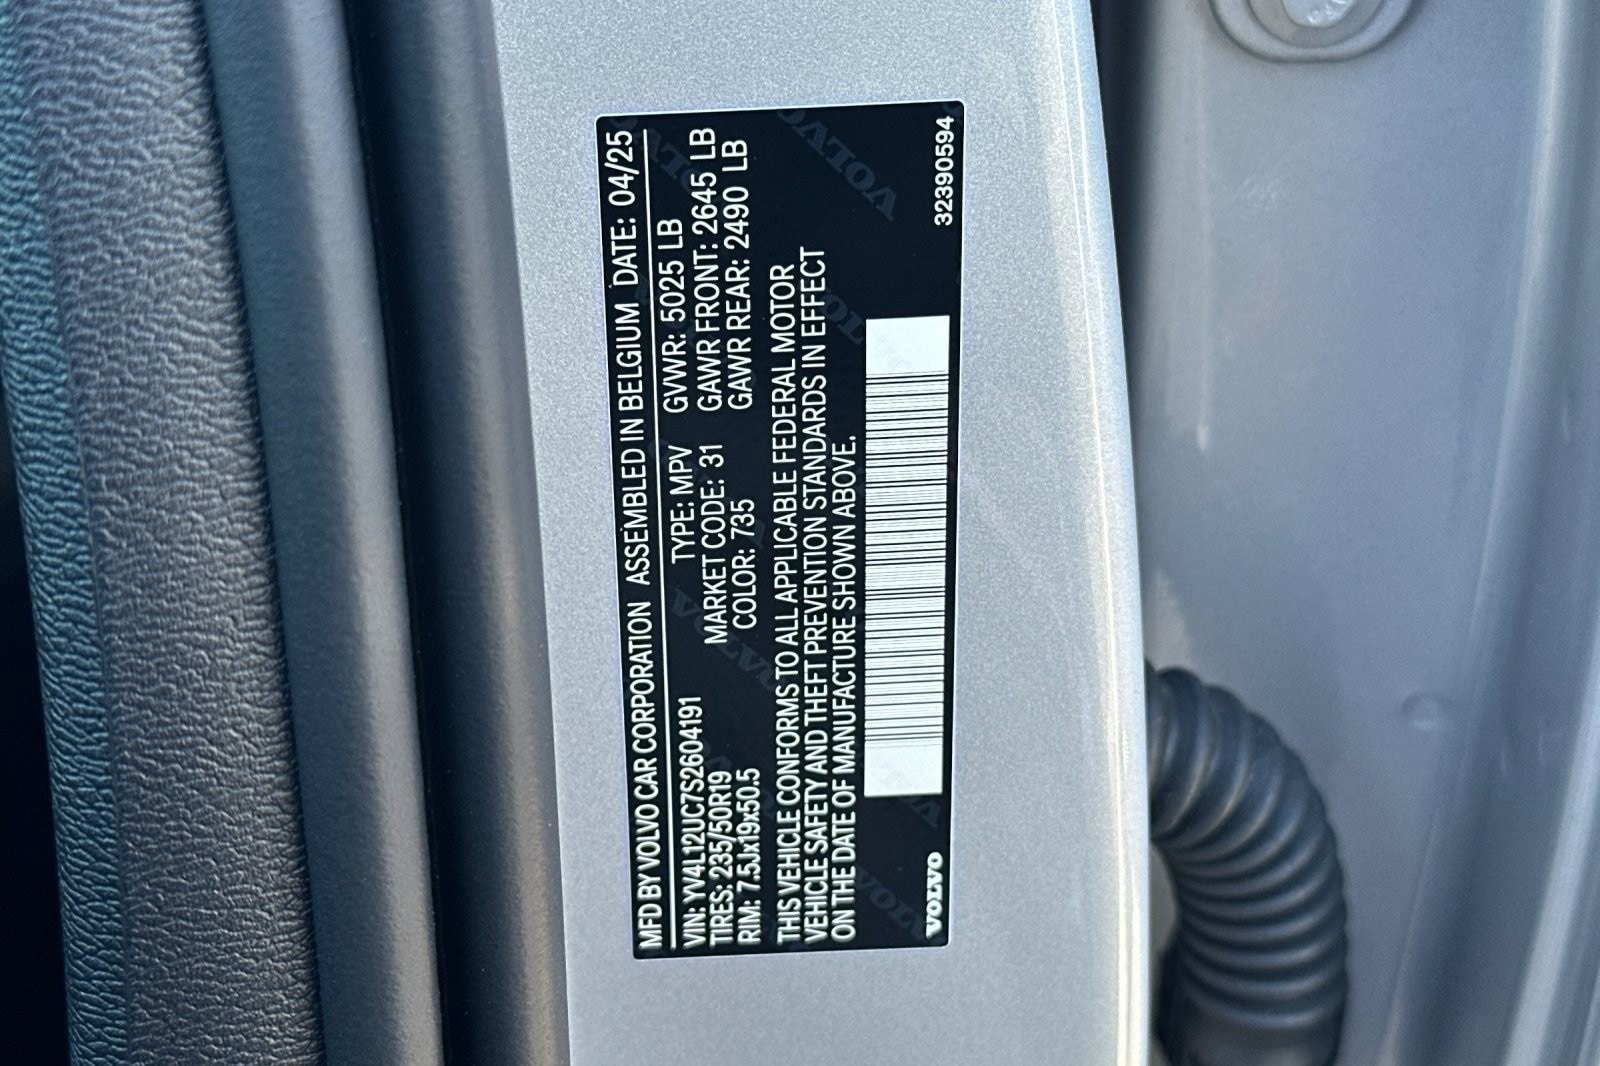 MFD BY VOLVO CAR CORPORATION ASSEMBLED IN BELGIUM DATE: 04/25
VIN: YV4L12UC7S2604191 TYPE: MPV GVWR: 5025 LB
TIRES: 235/50R19 MARKET CODE: 31 GAWR FRONT: 2645 LB
RIM: 7.5Jx19x50.5 COLOR: 735 GAWR REAR: 2490 LB
THIS VEHICLE CONFORMS TO ALL APPLICABLE FEDERAL MOTOR
VEHICLE SAFETY AND THEFT PREVENTION STANDARDS IN EFFECT
ON THE DATE OF MANUFACTURE SHOWN ABOVE.
VOLVO 32390594